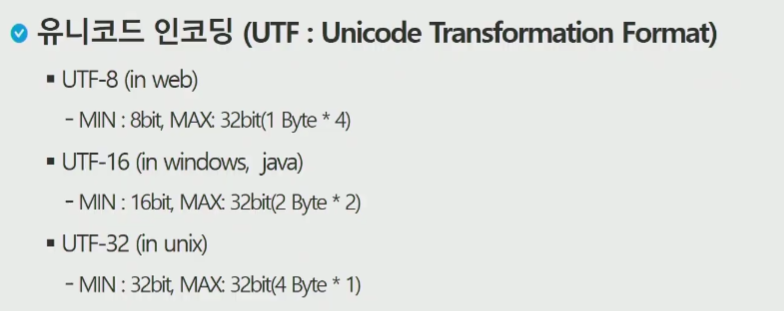 유니코드 인코딩 (UTF : Unicode Transformation Format)
▪ UTF-8 (in web)
- MIN : 8bit, MAX: 32bit(1 Byte * 4)
▪ UTF-16 (in windows, java)
- MIN : 16bit, MAX: 32bit(2 Byte * 2)
▪ UTF-32 (in unix)
- MIN : 32bit, MAX: 32bit(4 Byte * 1)